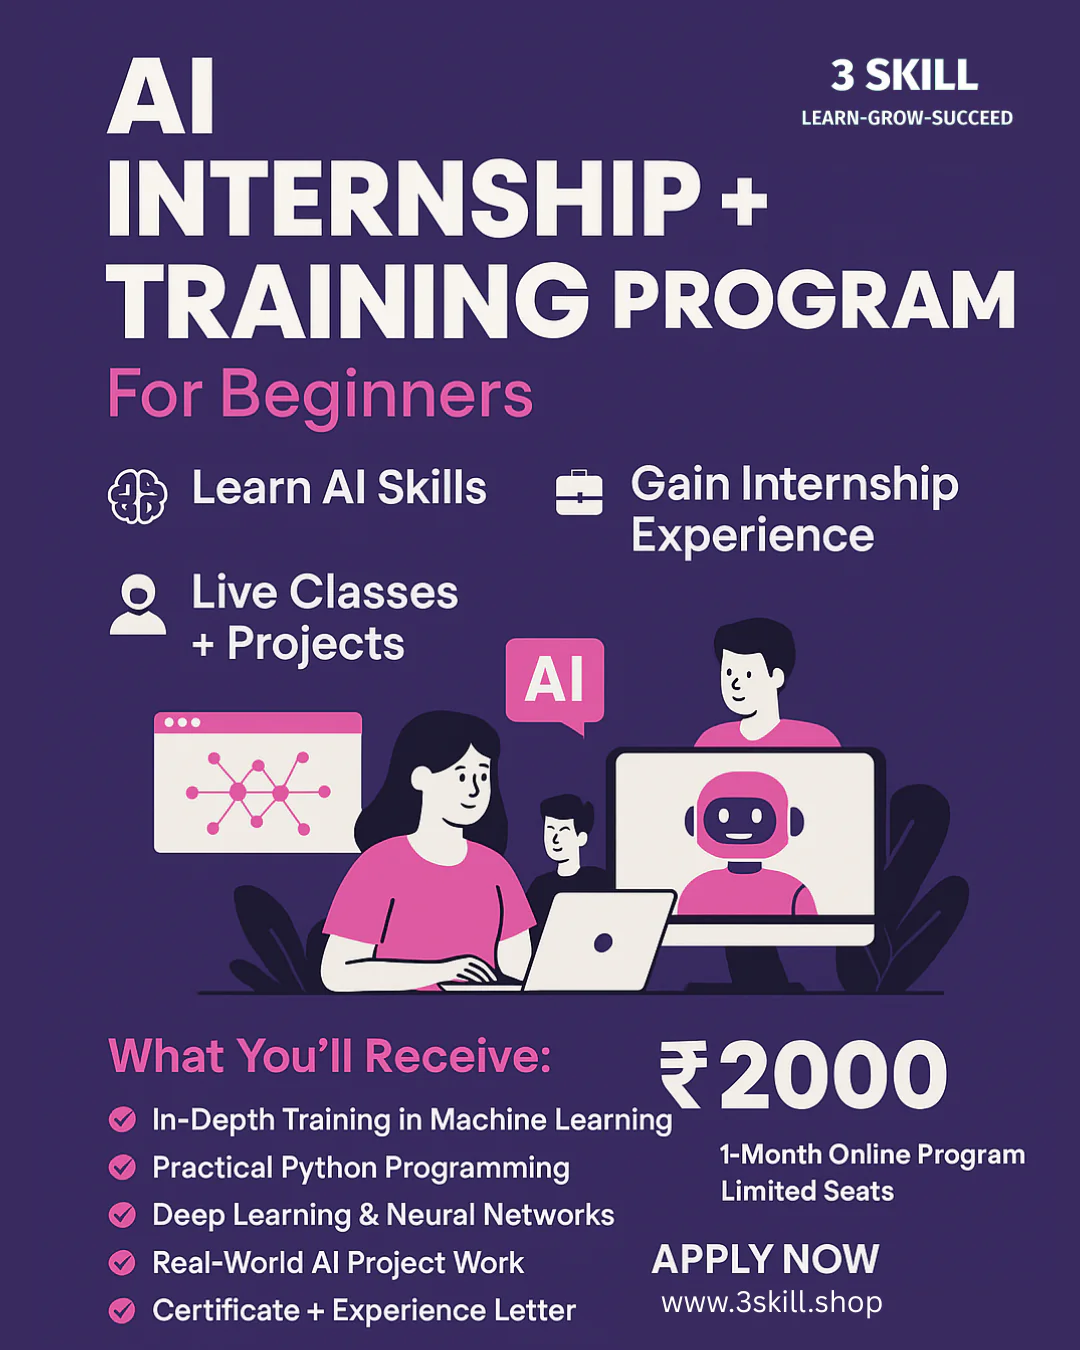 AI
INTERNSHIP +
TRAINING PROGRAM
3 SKILL
LEARN-GROW-SUCCEED
For Beginners
Learn AI Skills
Gain Internship
Experience
Live Classes
+ Projects
AI
What You'll Receive:
In-Depth Training in Machine Learning
Practical Python Programming
Deep Learning & Neural Networks
Real-World AI Project Work
Certificate + Experience Letter
₹2000
1-Month Online Program
Limited Seats
APPLY NOW
www.3skill.shop